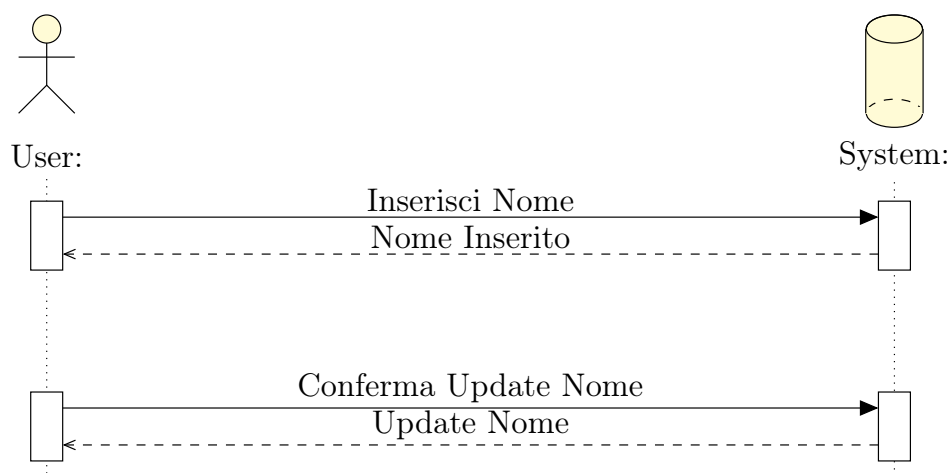 User:
System:
Inserisci Nome
Nome Inserito
Conferma Update Nome
Update Nome